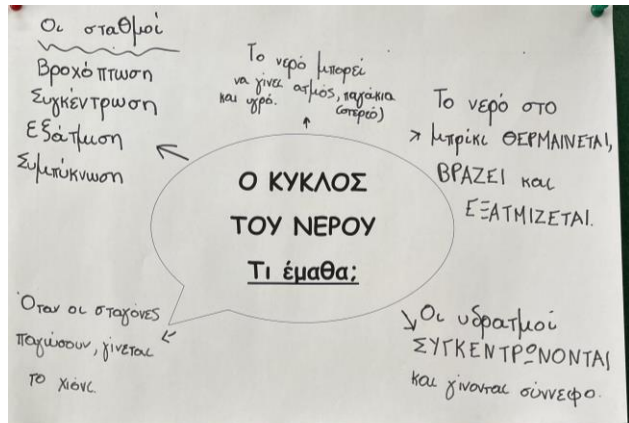 Οι σταθμοί
Βροχόπτωση
Συγκέντρωση
Εξάτμιση
Συμπύκνωση
Το νερό μπορεί
να γίνει ατμός, παγάκια
και υγρό. (στερεό)
Το νερό στο
μπρίκι ΘΕΡΜΑΙΝΕΤΑΙ,
ΒΡΑΖΕΙ και
ΕΞΑΤΜΙΖΕΤΑΙ.
Ο ΚΥΚΛΟΣ
ΤΟΥ ΝΕΡΟΥ
Τι έμαθα;
Όταν οι σταγόνες
παγώσουν, γίνεται
το χιόνι.
Οι υδρατμοί
ΣΥΓΚΕΝΤΡΩΝΟΝΤΑΙ
και γίνονται σύννεφο.